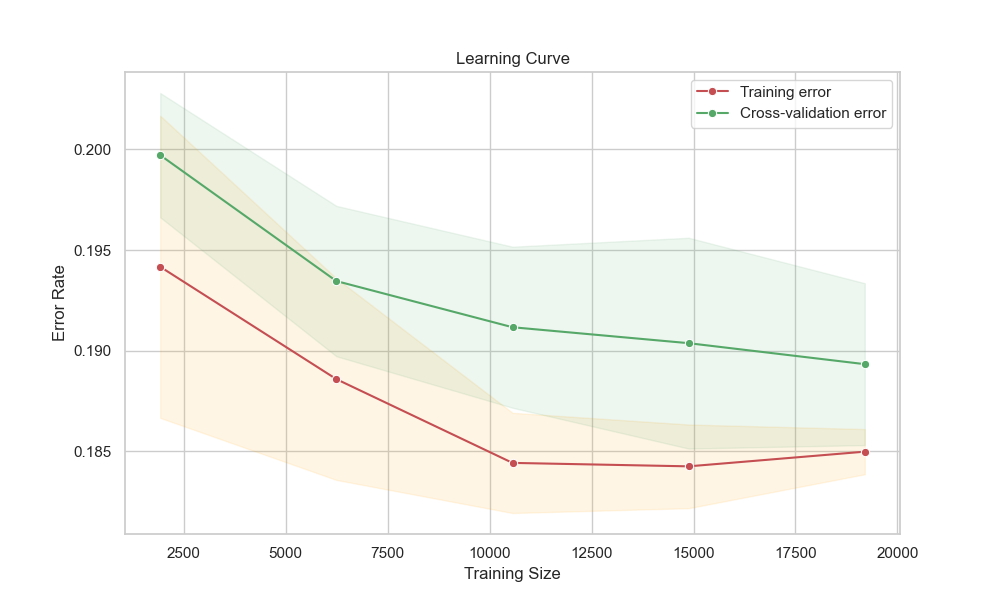 Learning Curve
Training error
Cross-validation error
0.200
0.195
0.190
0.185
Error Rate
2500 5000 7500 10000 12500 15000 17500 20000
Training Size